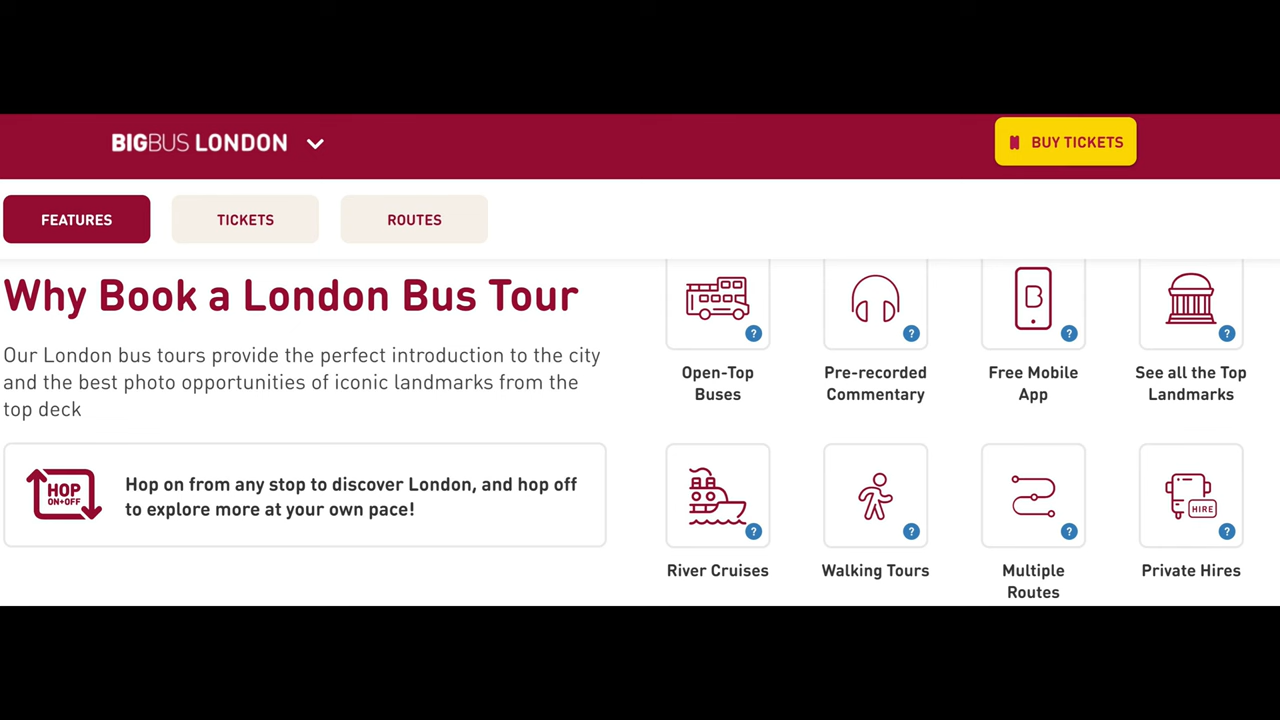 BIGBUS LONDON
BUY TICKETS
FEATURES
TICKETS
ROUTES
Why Book a London Bus Tour
Our London bus tours provide the perfect introduction to the city
and the best photo opportunities of iconic landmarks from the
top deck
HOP
ON+OFF
Hop on from any stop to discover London, and hop off
to explore more at your own pace!
B
?
?
?
?
Open-Top
Buses
Pre-recorded
Commentary
Free Mobile
App
See all the Top
Landmarks
HIRE
?
?
?
?
River Cruises
Walking Tours
Multiple
Routes
Private Hires